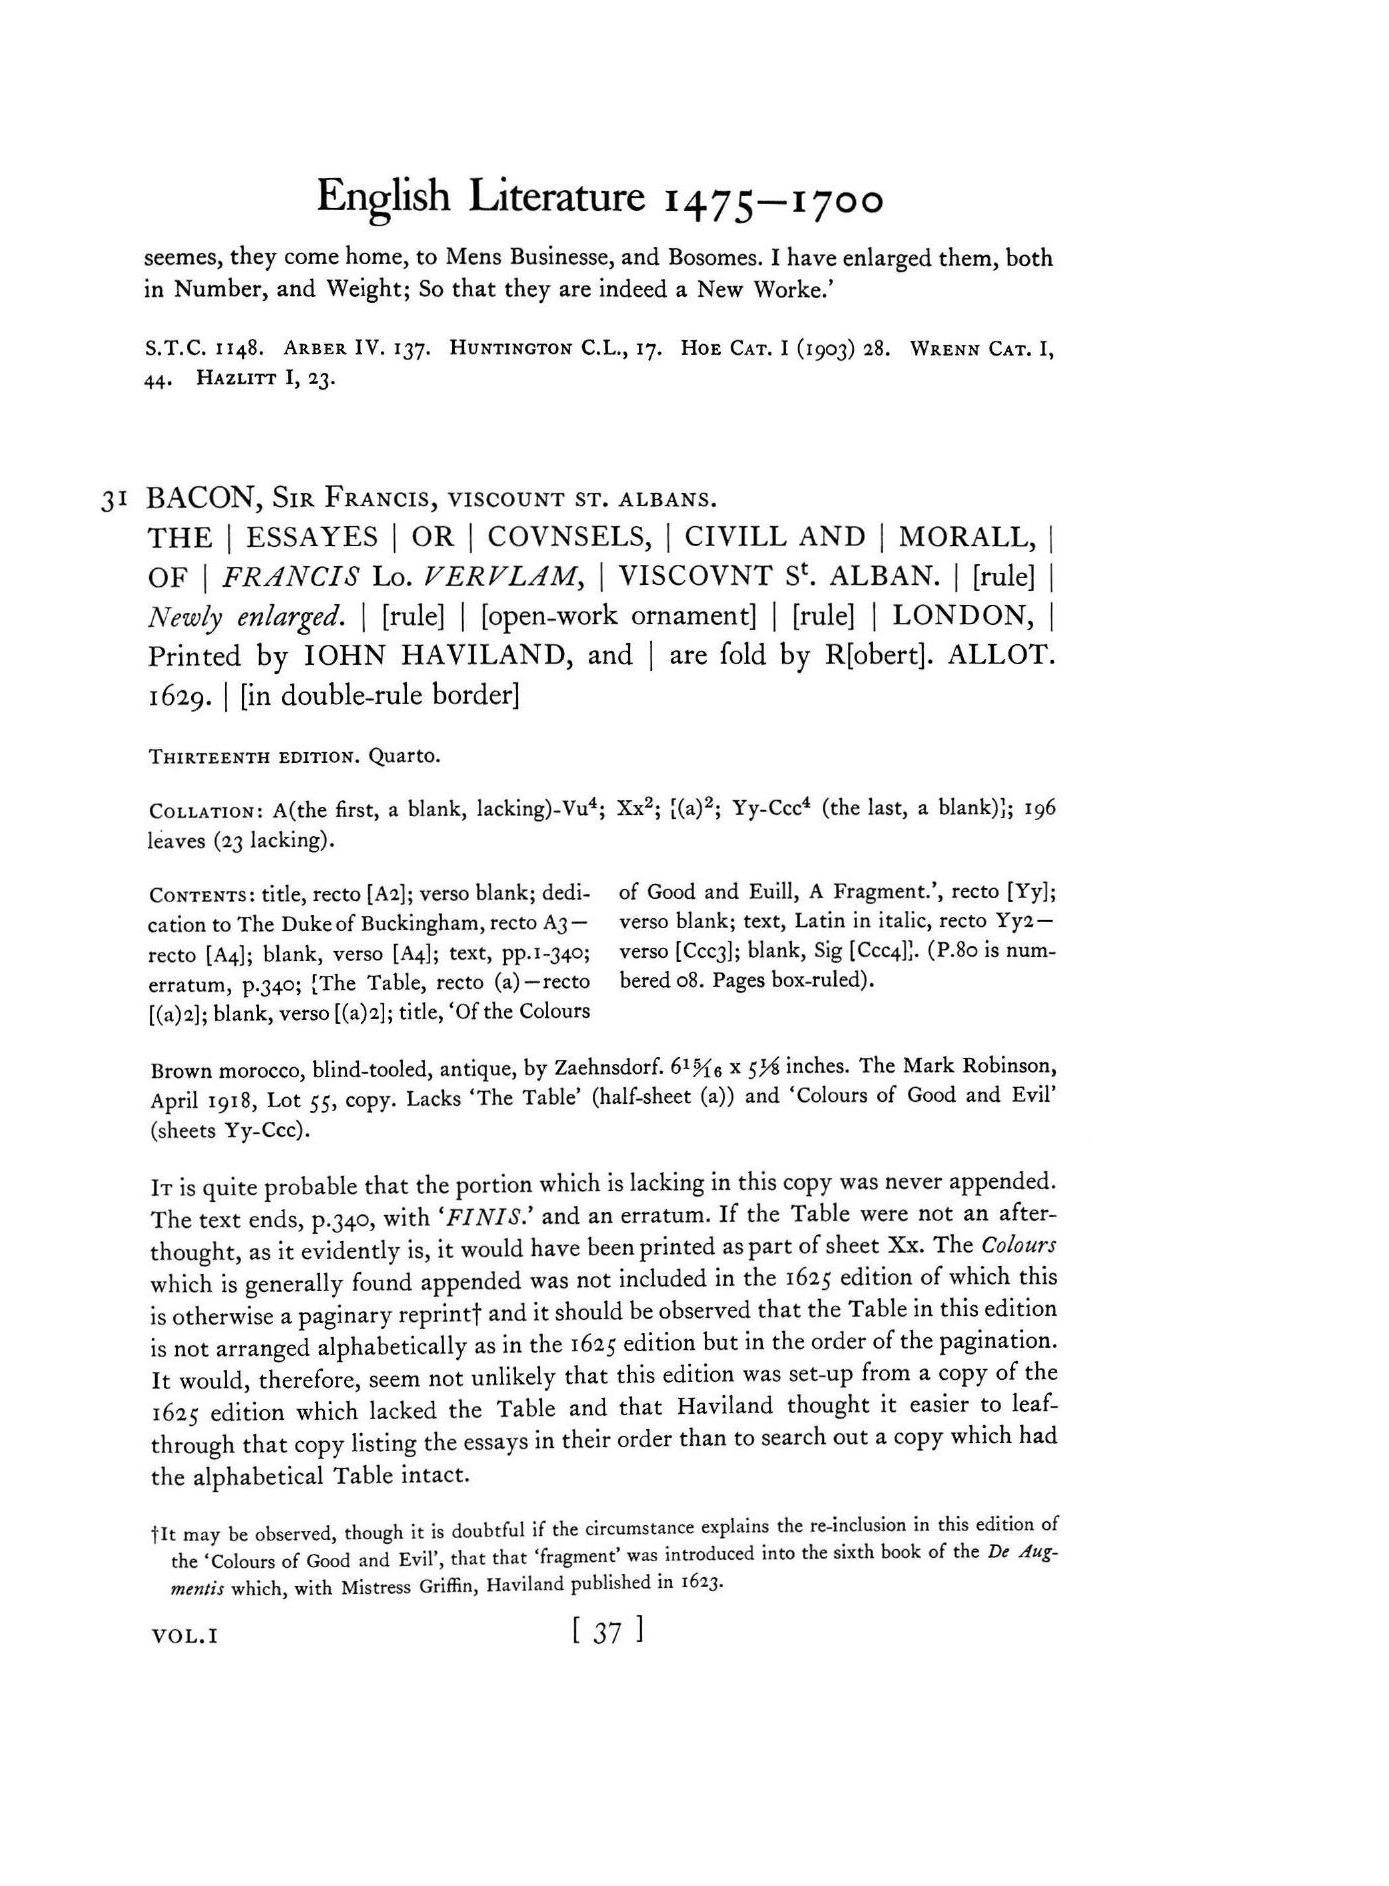 English Literature 1475—1700
seemes, they come home, to Mens Businesse, and Bosomes. I have enlarged them, both
in Number, and Weight; So that they are indeed a New Worke.’
S.T.C. 1148. Arber IV. 137. Huntington C.L., 17. Hoe Cat. I (1903) 28. Wrenn Cat. I,
44. Hazlitt I, 23.
31 BACON, Sir Francis, viscount st. albans.
THE | ESSAYES | OR | COVNSELS, | CIVILL AND | MORALL, |
OF | FRANCIS Lo. VERVLAM, | VISCOVNT Sᵗ. ALBAN. | [rule] |
Newly enlarged. | [rule] | [open-work ornament] | [rule] | LONDON, |
Printed by IOHN HAVILAND, and | are ſold by R[obert]. ALLOT.
1629. | [in double-rule border]
Thirteenth edition. Quarto.
Collation: A(the first, a blank, lacking)-Vu⁴; Xx²; {(a)²; Yy-Ccc⁴ (the last, a blank)}; 196
leaves (23 lacking).
Contents: title, recto [A2]; verso blank; dedi-
cation to The Duke of Buckingham, recto A3—
recto [A4]; blank, verso [A4]; text, pp.1-340;
erratum, p.340; {The Table, recto (a)—recto
[(a)2]; blank, verso [(a)2]; title, ‘Of the Colours
of Good and Euill, A Fragment.’, recto [Yy];
verso blank; text, Latin in italic, recto Yy2—
verso [Ccc3]; blank, Sig [Ccc4]}. (P.80 is num-
bered 08. Pages box-ruled).
Brown morocco, blind-tooled, antique, by Zaehnsdorf. 6 15/16 x 5 1/8 inches. The Mark Robinson,
April 1918, Lot 55, copy. Lacks ‘The Table’ (half-sheet (a)) and ‘Colours of Good and Evil’
(sheets Yy-Ccc).
It is quite probable that the portion which is lacking in this copy was never appended.
The text ends, p.340, with ‘FINIS.’ and an erratum. If the Table were not an after-
thought, as it evidently is, it would have been printed as part of sheet Xx. The Colours
which is generally found appended was not included in the 1625 edition of which this
is otherwise a paginary reprint† and it should be observed that the Table in this edition
is not arranged alphabetically as in the 1625 edition but in the order of the pagination.
It would, therefore, seem not unlikely that this edition was set-up from a copy of the
1625 edition which lacked the Table and that Haviland thought it easier to leaf-
through that copy listing the essays in their order than to search out a copy which had
the alphabetical Table intact.
†It may be observed, though it is doubtful if the circumstance explains the re-inclusion in this edition of
the ‘Colours of Good and Evil’, that that ‘fragment’ was introduced into the sixth book of the De Aug-
mentis which, with Mistress Griffin, Haviland published in 1623.
VOL.I [ 37 ]